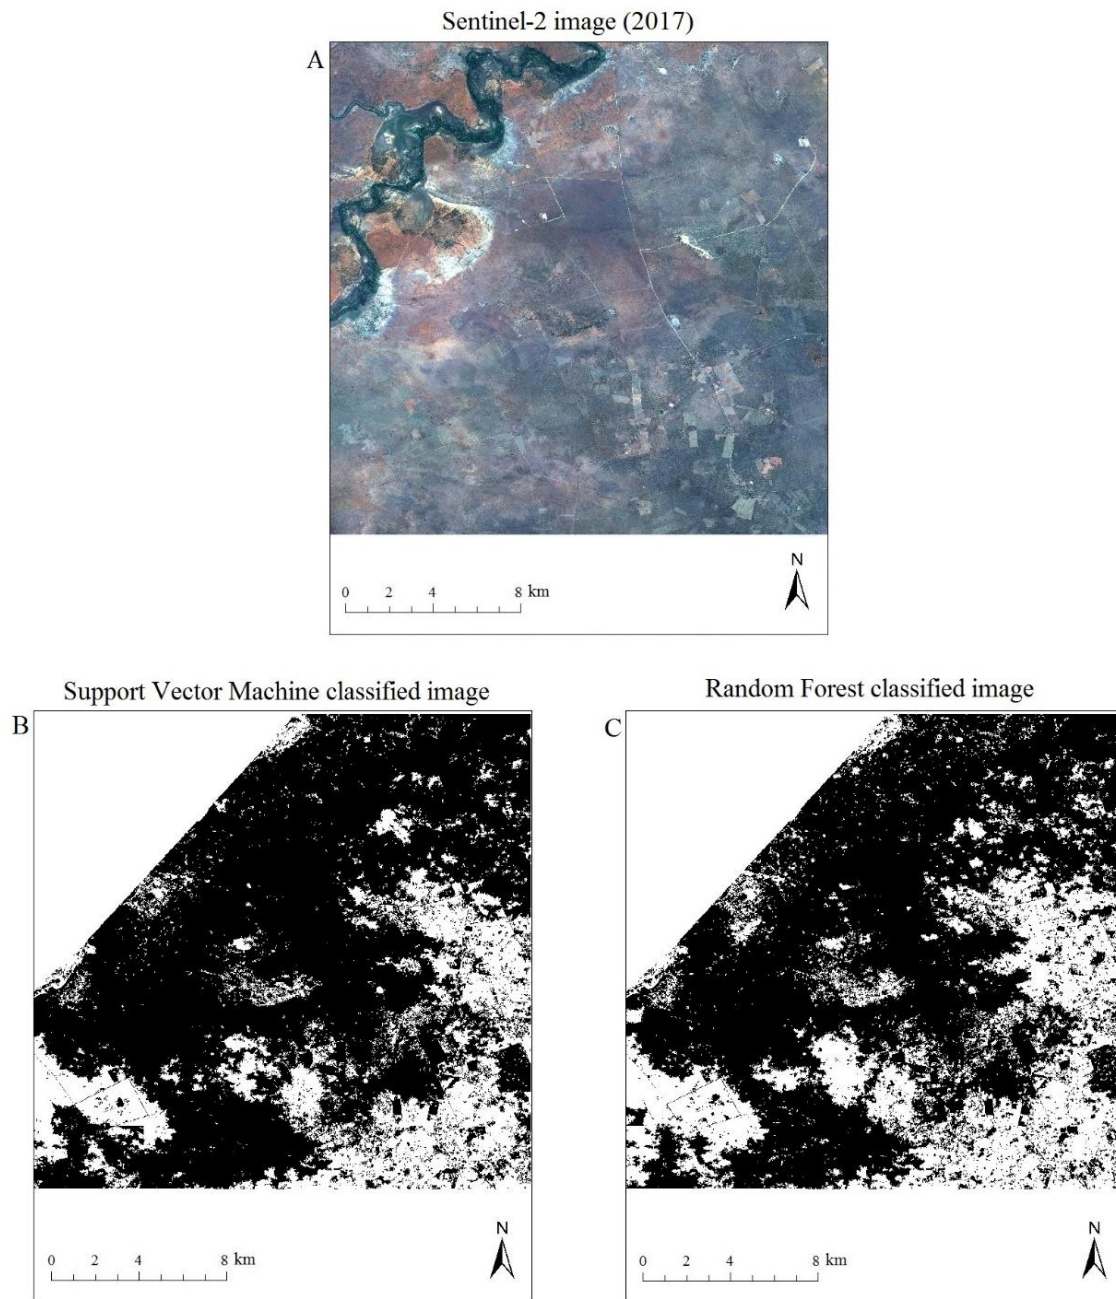 Sentinel-2 image (2017)
A
N
0 2 4 8 km
Support Vector Machine classified image
B
N
0 2 4 8 km
Random Forest classified image
C
N
0 2 4 8 km